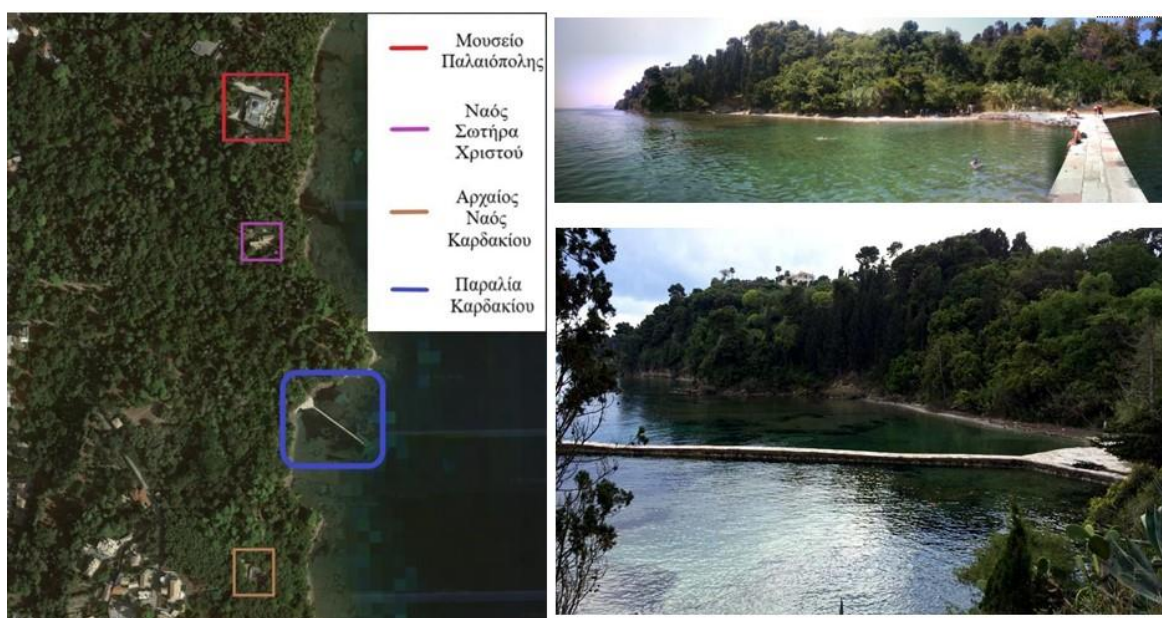 Μουσείο
Παλαιόπολης
Ναός
Σωτήρα
Χριστού
Αρχαίος
Ναός
Καρδακίου
Παραλία
Καρδακίου